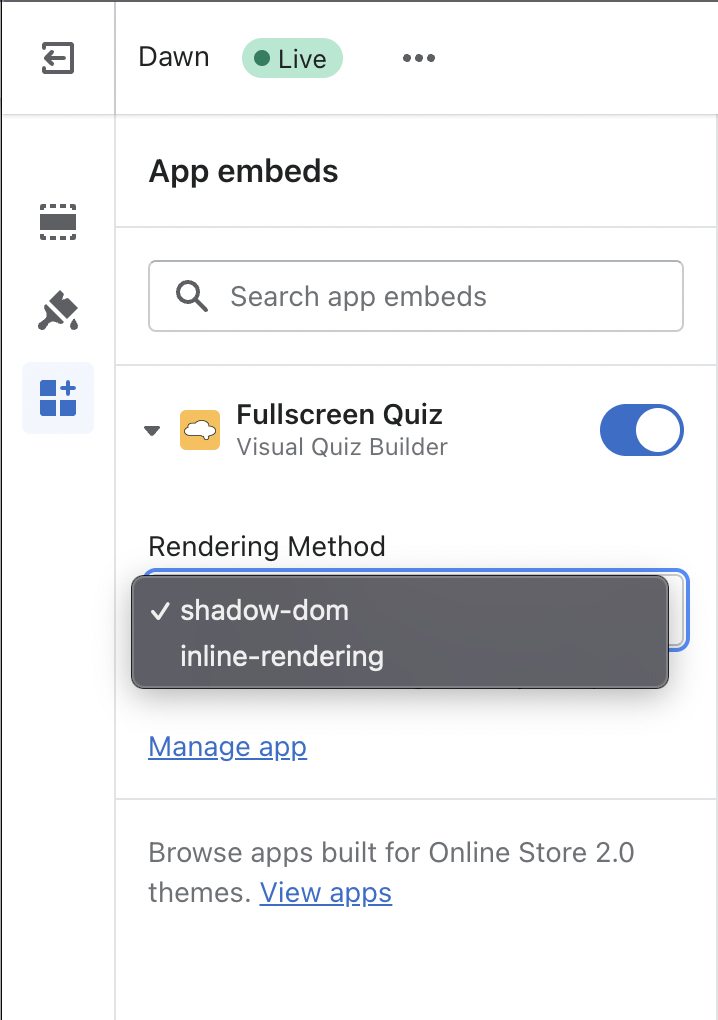 Dawn
Live
App embeds
Search app embeds
Fullscreen Quiz
Visual Quiz Builder
Rendering Method
shadow-dom
inline-rendering
Manage app
Browse apps built for Online Store 2.0
themes. View apps